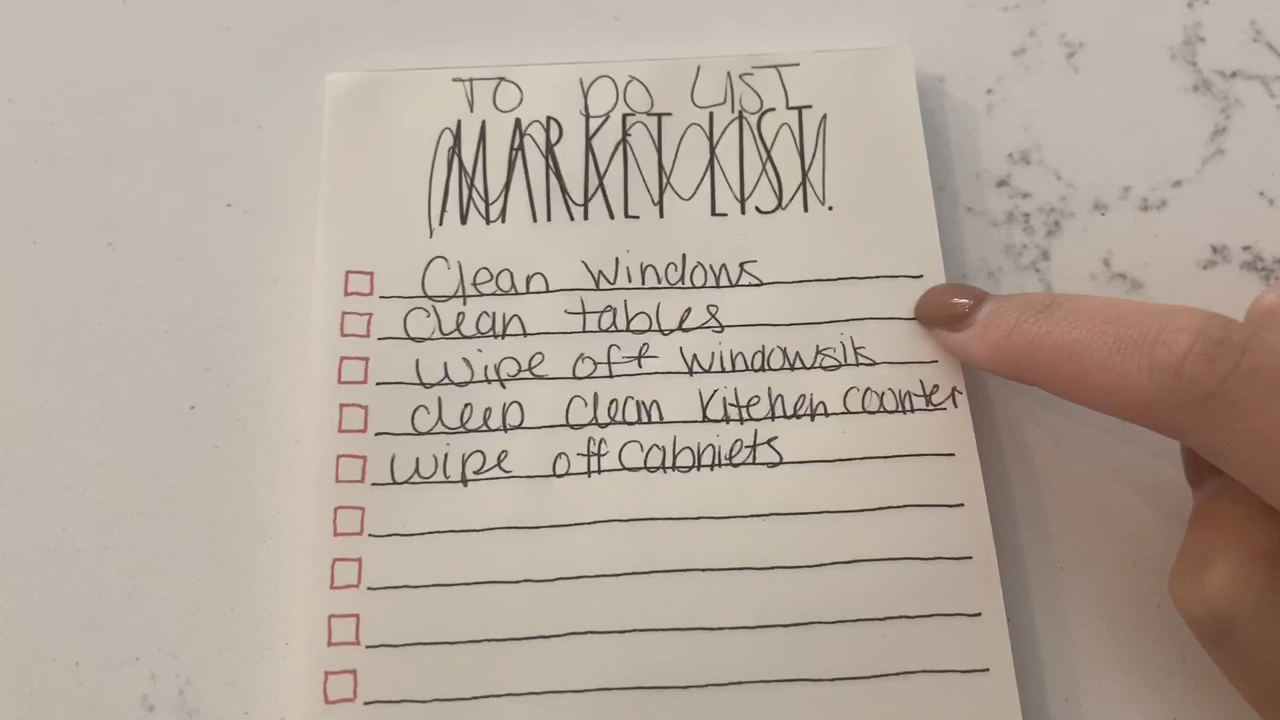 TO DO LIST
MARKET LIST.
Clean windows
Clean tables
Wipe off windowsils
deep clean kitchen counter
wipe off cabniets